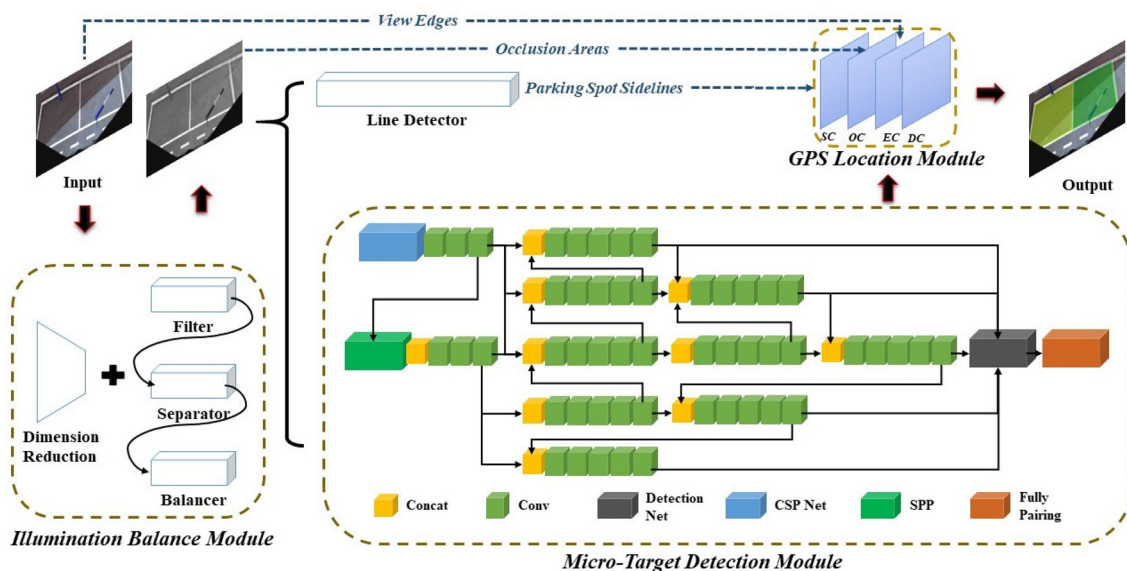 View Edges
Occlusion Areas
Parking Spot Sidelines
Line Detector
SC OC EC DC
GPS Location Module
Input
Output
Filter
Separator
Dimension
Reduction
Balancer
Illumination Balance Module
Concat
Conv
Detection
Net
CSP Net
SPP
Fully
Pairing
Micro-Target Detection Module